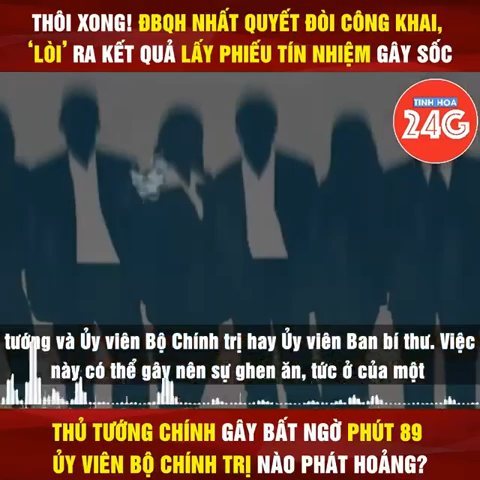 THÔI XONG! ĐBQH NHẤT QUYẾT ĐÒI CÔNG KHAI,
‘LÒI’ RA KẾT QUẢ LẤY PHIẾU TÍN NHIỆM GÂY SỐC
TINH HOA
24G
tướng và Ủy viên Bộ Chính trị hay Ủy viên Ban bí thư. Việc
này có thể gây nên sự ghen ăn, tức ở của một
THỦ TƯỚNG CHÍNH GÂY BẤT NGỜ PHÚT 89
ỦY VIÊN BỘ CHÍNH TRỊ NÀO PHÁT HOẢNG?